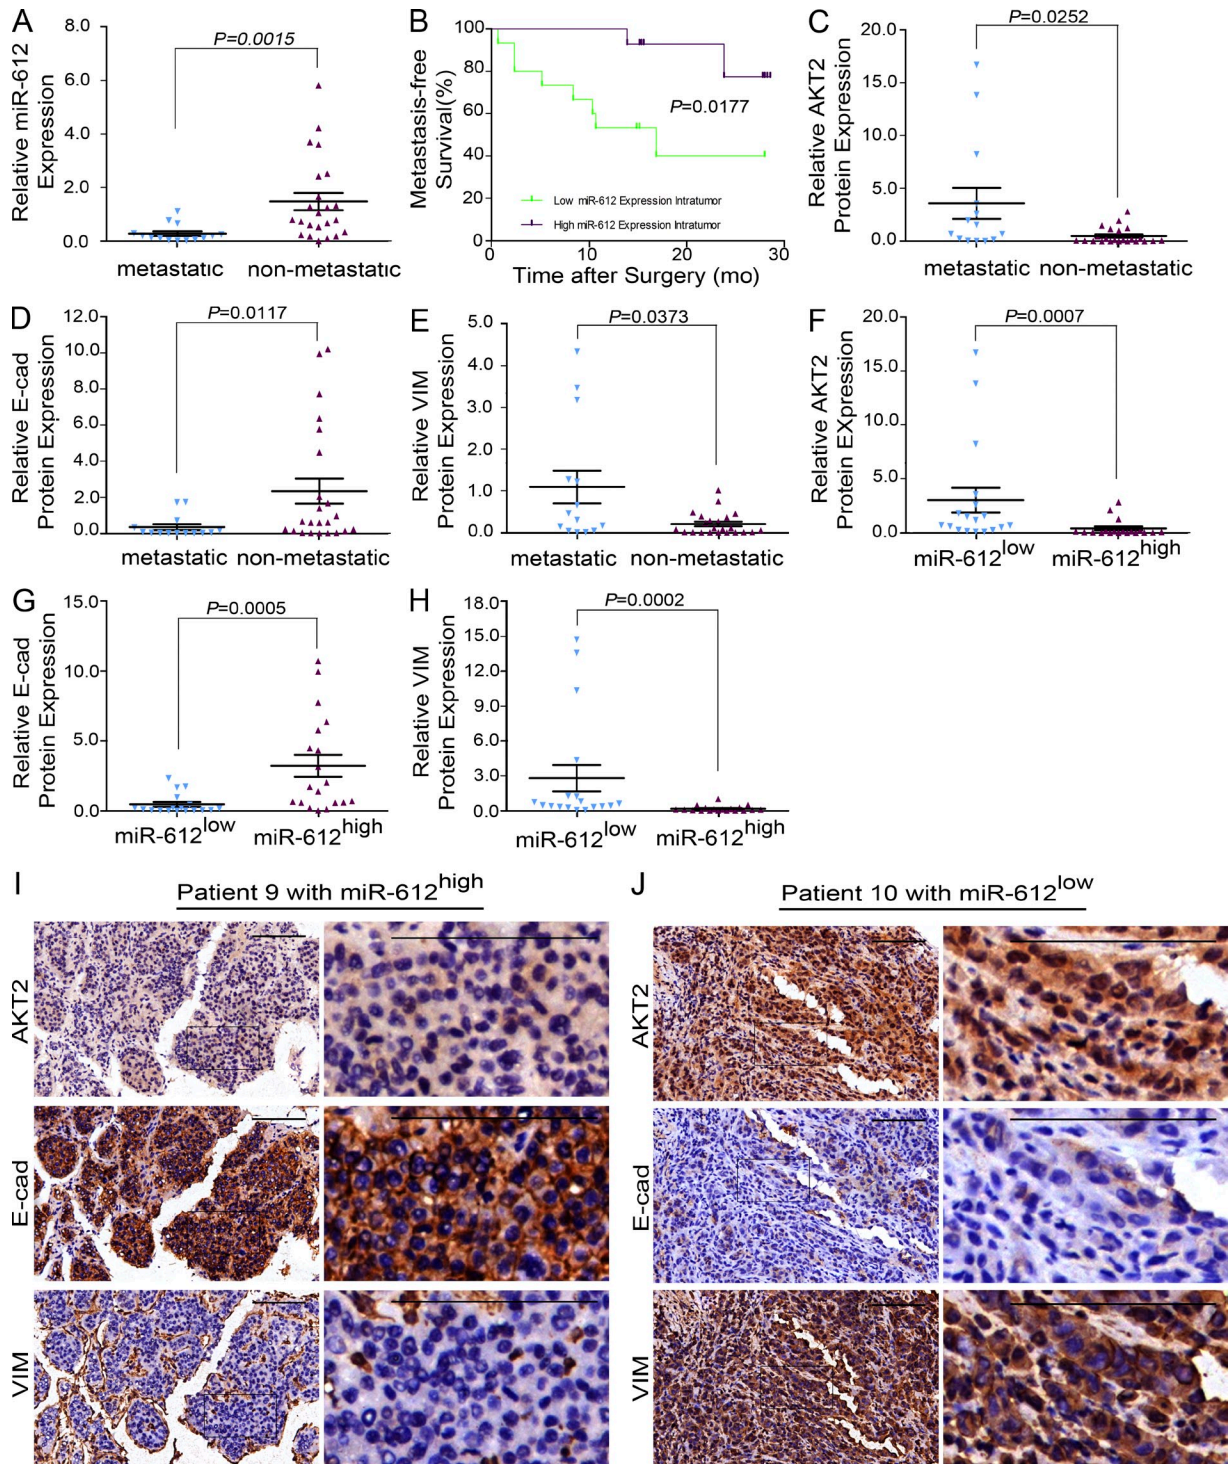 A
Relative miR-612
Expression
8.0
6.0
4.0
2.0
0.0
P=0.0015
metastatic
non-metastatic
B
Metastasis-free
Survival(%)
100
80
60
40
20
0
0
10
20
30
P=0.0177
Low miR-612 Expression Intratumor
High miR-612 Expression Intratumor
Time after Surgery (mo)
C
Relative AKT2
Protein Expression
20.0
15.0
10.0
5.0
0.0
P=0.0252
metastatic
non-metastatic
D
Relative E-cad
Protein Expression
12.0
10.0
8.0
6.0
4.0
2.0
0.0
P=0.0117
metastatic
non-metastatic
E
Relative VIM
Protein Expression
5.0
4.0
3.0
2.0
1.0
0.0
P=0.0373
metastatic
non-metastatic
F
Relative AKT2
Protein EXpression
20.0
15.0
10.0
5.0
0.0
P=0.0007
miR-612low
miR-612high
G
Relative E-cad
Protein Expression
15.0
10.0
5.0
0.0
P=0.0005
miR-612low
miR-612high
H
Relative VIM
Protein Expression
18.0
15.0
12.0
9.0
6.0
3.0
0.0
P=0.0002
miR-612low
miR-612high
I
Patient 9 with miR-612high
AKT2
E-cad
VIM
J
Patient 10 with miR-612low
AKT2
E-cad
VIM